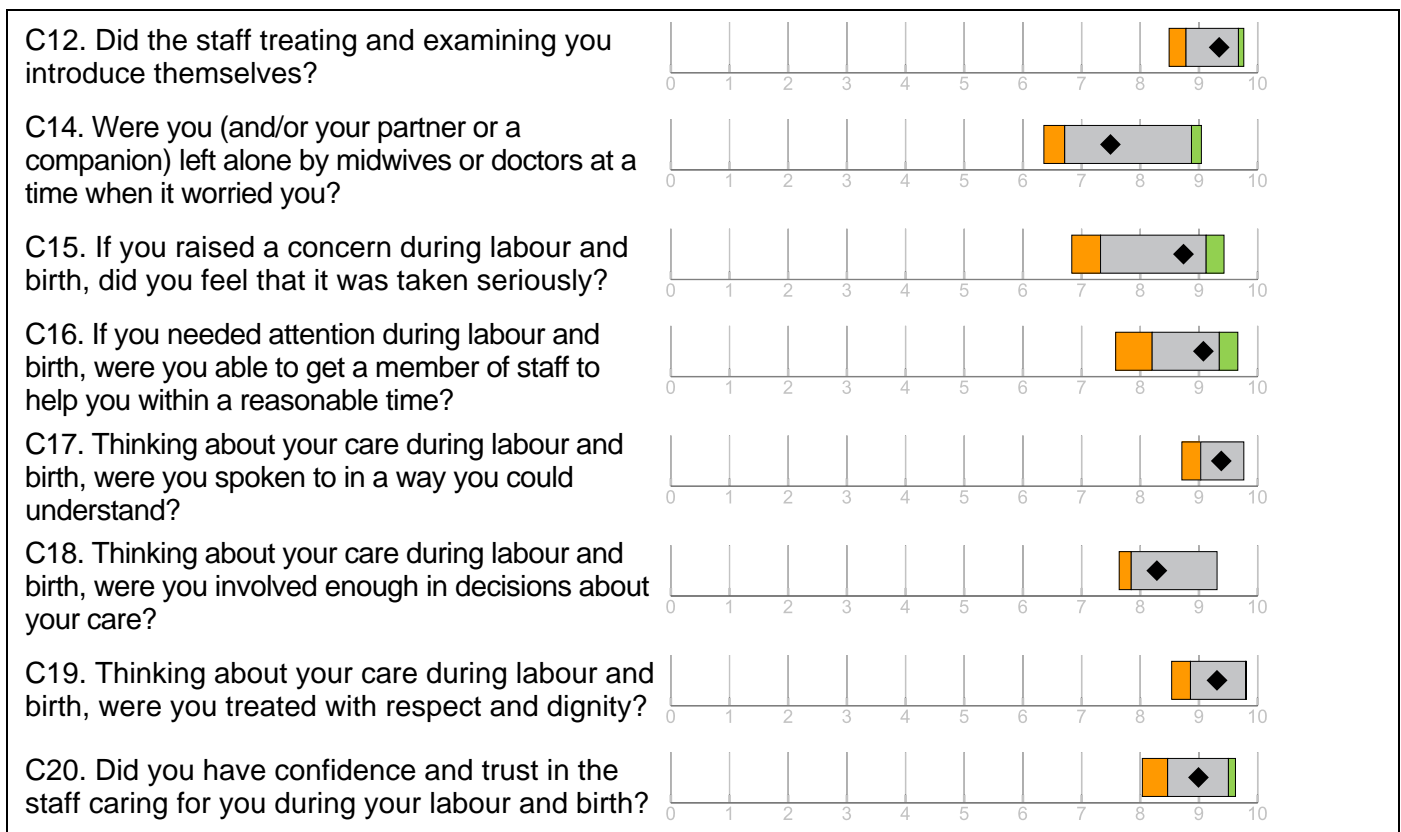 C12. Did the staff treating and examining you
introduce themselves?
0 1 2 3 4 5 6 7 8 9 10
C14. Were you (and/or your partner or a
companion) left alone by midwives or doctors at a
time when it worried you?
0 1 2 3 4 5 6 7 8 9 10
C15. If you raised a concern during labour and
birth, did you feel that it was taken seriously?
0 1 2 3 4 5 6 7 8 9 10
C16. If you needed attention during labour and
birth, were you able to get a member of staff to
help you within a reasonable time?
0 1 2 3 4 5 6 7 8 9 10
C17. Thinking about your care during labour and
birth, were you spoken to in a way you could
understand?
0 1 2 3 4 5 6 7 8 9 10
C18. Thinking about your care during labour and
birth, were you involved enough in decisions about
your care?
0 1 2 3 4 5 6 7 8 9 10
C19. Thinking about your care during labour and
birth, were you treated with respect and dignity?
0 1 2 3 4 5 6 7 8 9 10
C20. Did you have confidence and trust in the
staff caring for you during your labour and birth?
0 1 2 3 4 5 6 7 8 9 10